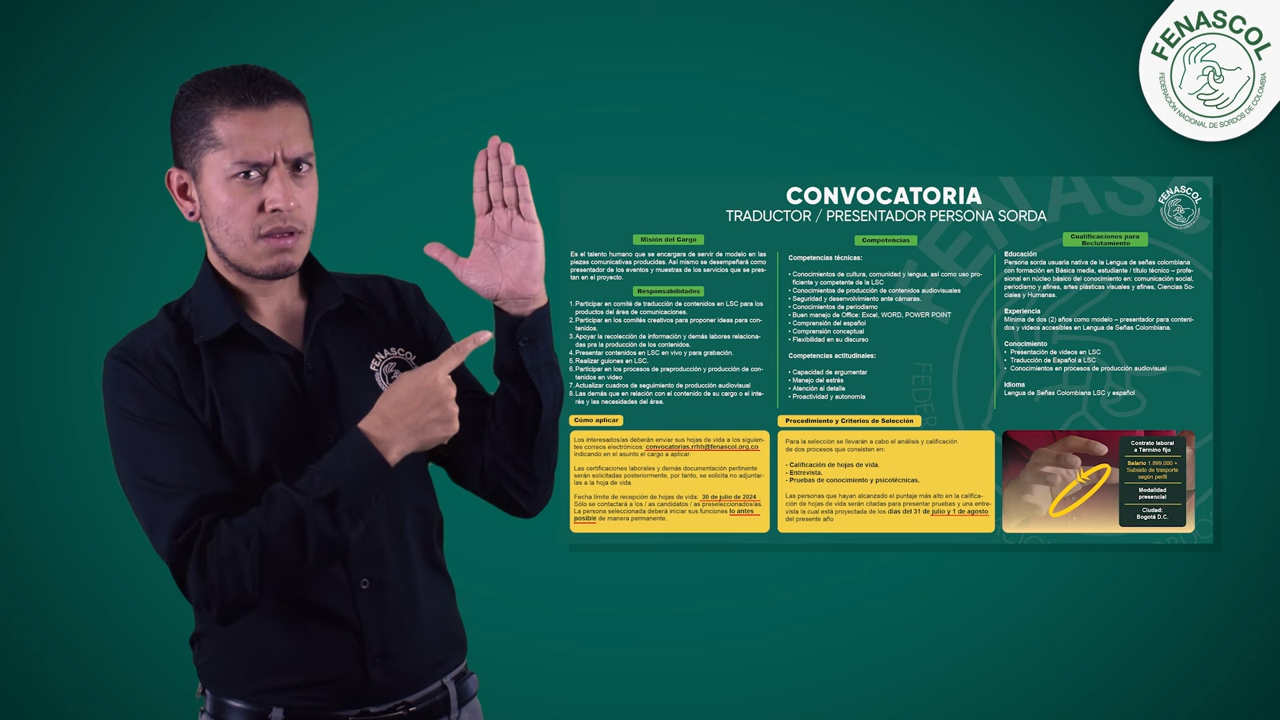 FENASCOL
FEDERACIÓN NACIONAL DE SORDOS DE COLOMBIA
CONVOCATORIA
TRADUCTOR / PRESENTADOR PERSONA SORDA
FENASCOL
Misión del Cargo
Es el talento humano que se encargara de servir de modelo en las
piezas comunicativas producidas. Así mismo se desempeñará como
presentador de los eventos y muestras de los servicios que se pres-
tan en el proyecto.
Responsabilidades
1. Participar en comité de traducción de contenidos en LSC para los
productos del área de comunicaciones.
2. Participar en los comités creativos para proponer ideas para con-
tenidos.
3. Apoyar la recolección de información y demás labores relaciona-
das para la producción de los contenidos.
4. Presentar contenidos en LSC en vivo y para grabación.
5. Realizar guiones en LSC.
6. Participar en los procesos de preproducción y producción de con-
tenidos en video
7. Actualizar cuadros de seguimiento de producción audiovisual
8. Las demás que en relación con el contenido de su cargo o el inte-
rés y las necesidades del área.
Competencias
Competencias técnicas:
• Conocimientos de cultura, comunidad y lengua, así como uso pro-
ficiente y competente de la LSC
• Conocimientos de producción de contenidos audiovisuales
• Seguridad y desenvolvimiento ante cámaras.
• Conocimientos de periodismo
• Buen manejo de Office: Excel, WORD, POWER POINT
• Comprensión del español
• Comprensión conceptual
• Flexibilidad en su discurso
Competencias actitudinales:
• Capacidad de argumentar
• Manejo del estrés
• Atención al detalle
• Proactividad y autonomía
Cualificaciones para
Reclutamiento
Educación
Persona sorda usuaria nativa de la Lengua de señas colombiana
con formación en Básica media, estudiante / título técnico – profe-
sional en núcleo básico del conocimiento en: comunicación social,
periodismo y afines, artes plásticas visuales y afines, Ciencias So-
ciales y Humanas.
Experiencia
Mínima de dos (2) años como modelo – presentador para conteni-
dos y videos accesibles en Lengua de Señas Colombiana.
Conocimiento
• Presentación de videos en LSC
• Traducción de Español a LSC
• Conocimientos en procesos de producción audiovisual
Idioma
Lengua de Señas Colombiana LSC y español
Cómo aplicar
Los interesados/as deberán enviar sus hojas de vida a los siguien-
tes correos electrónicos: convocatorias.rrhh@fenascol.org.co
indicando en el asunto el cargo a aplicar.
Las certificaciones laborales y demás documentación pertinente
serán solicitadas posteriormente, por tanto, se solicita no adjuntar-
las a la hoja de vida.
Fecha límite de recepción de hojas de vida: 30 de julio de 2024
Sólo se contactará a los / as candidatos / as preseleccionados/as.
La persona seleccionada deberá iniciar sus funciones lo antes
posible de manera permanente.
Procedimiento y Criterios de Selección
Para la selección se llevarán a cabo el análisis y calificación
de dos procesos que consisten en:
- Calificación de hojas de vida.
- Entrevista.
- Pruebas de conocimiento y psicotécnicas.
Las personas que hayan alcanzado el puntaje más alto en la califica-
ción de hojas de vida serán citadas para presentar pruebas y una entre-
vista la cual está proyectada de los días del 31 de julio y 1 de agosto
del presente año
Contrato laboral
a Término fijo
Salario 1.899.000 +
Subsido de trasporte
según perfil
Modalidad
presencial
Ciudad:
Bogotá D.C.
FENASCOL